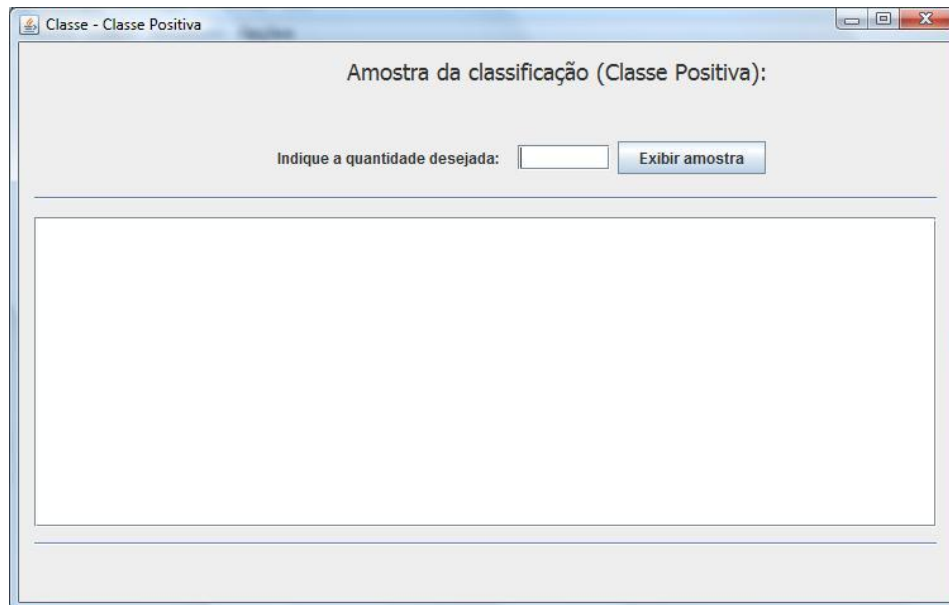 Classe - Classe Positiva
Amostra da classificação (Classe Positiva):
Indique a quantidade desejada:
Exibir amostra